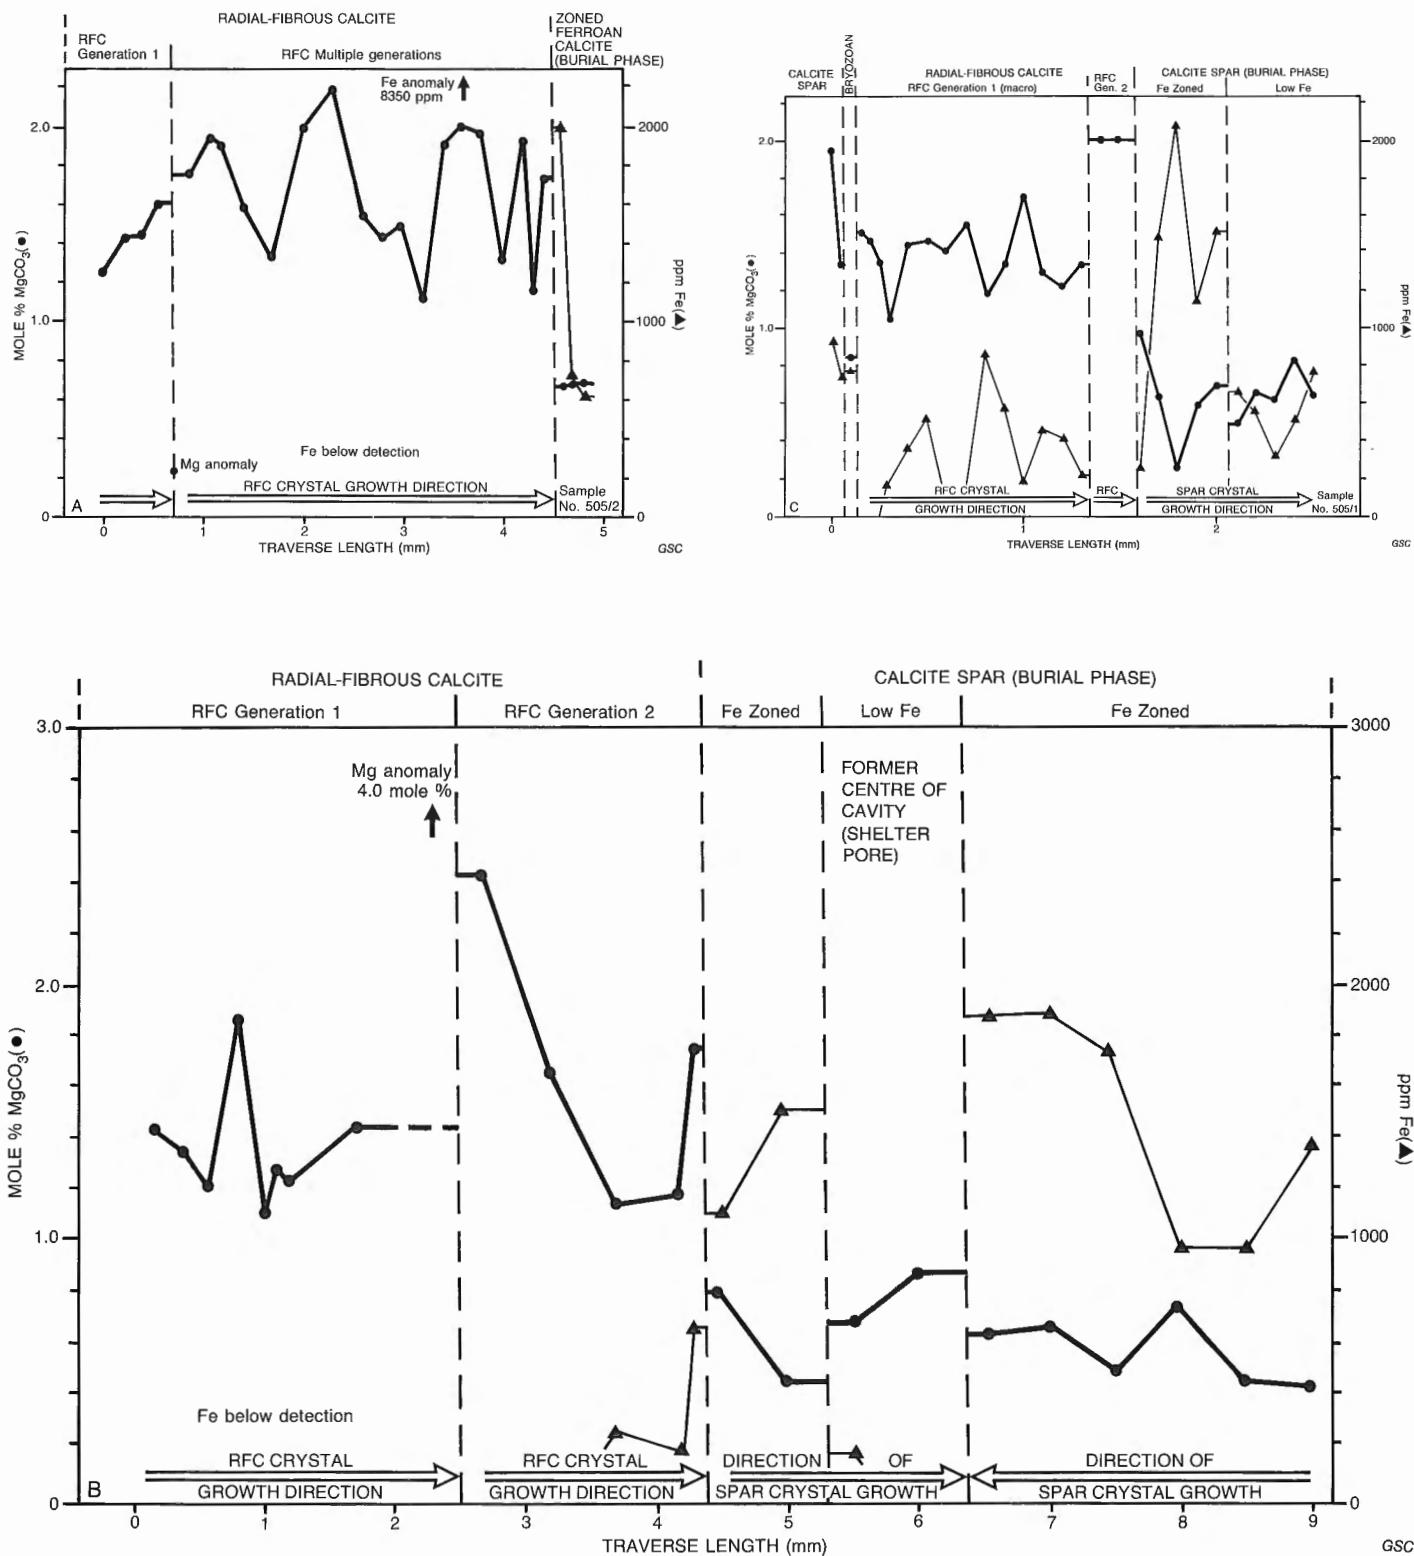 RADIAL-FIBROUS CALCITE
ZONED
FERROAN
CALCITE
(BURIAL PHASE)
RFC
Generation 1
RFC Multiple generations
Fe anomaly
8350 ppm
2.0
2000
MOLE % MgCO3(●)
ppm Fe(▲)
1.0
1000
Mg anomaly
Fe below detection
RFC CRYSTAL GROWTH DIRECTION
Sample
No. 505/2
A
0
0
0 1 2 3 4 5
TRAVERSE LENGTH (mm)
GSC
CALCITE
SPAR
BRYOZOAN
RADIAL-FIBROUS CALCITE
RFC Generation 1 (macro)
RFC
Gen. 2
CALCITE SPAR (BURIAL PHASE)
Fe Zoned
Low Fe
2.0
2000
MOLE % MgCO3(●)
ppm Fe(▲)
1.0
1000
RFC CRYSTAL
GROWTH DIRECTION
RFC
SPAR CRYSTAL
GROWTH DIRECTION
Sample
No. 505/1
C
0
0
0 1 2
TRAVERSE LENGTH (mm)
GSC
RADIAL-FIBROUS CALCITE
CALCITE SPAR (BURIAL PHASE)
RFC Generation 1
RFC Generation 2
Fe Zoned
Low Fe
Fe Zoned
3.0
3000
Mg anomaly
4.0 mole %
FORMER
CENTRE OF
CAVITY
(SHELTER
PORE)
2.0
2000
MOLE % MgCO3(●)
ppm Fe(▲)
1.0
1000
Fe below detection
RFC CRYSTAL
GROWTH DIRECTION
RFC CRYSTAL
GROWTH DIRECTION
DIRECTION OF
SPAR CRYSTAL GROWTH
DIRECTION OF
SPAR CRYSTAL GROWTH
B
0
0
0 1 2 3 4 5 6 7 8 9
TRAVERSE LENGTH (mm)
GSC